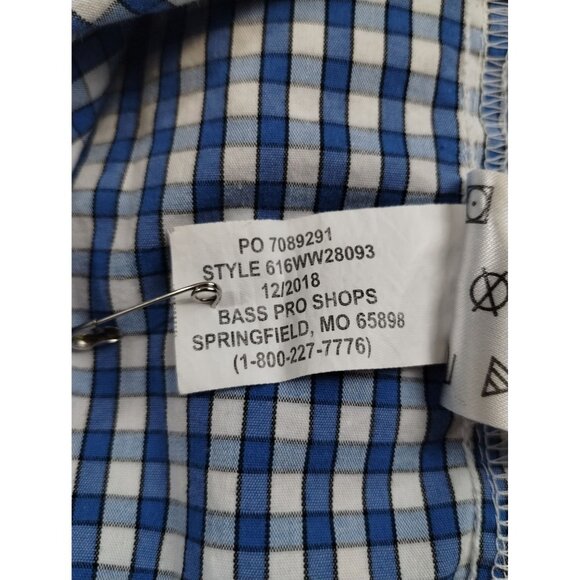 PO 7089291
STYLE 616WW28093
12/2018
BASS PRO SHOPS
SPRINGFIELD, MO 65898
(1-800-227-7776)